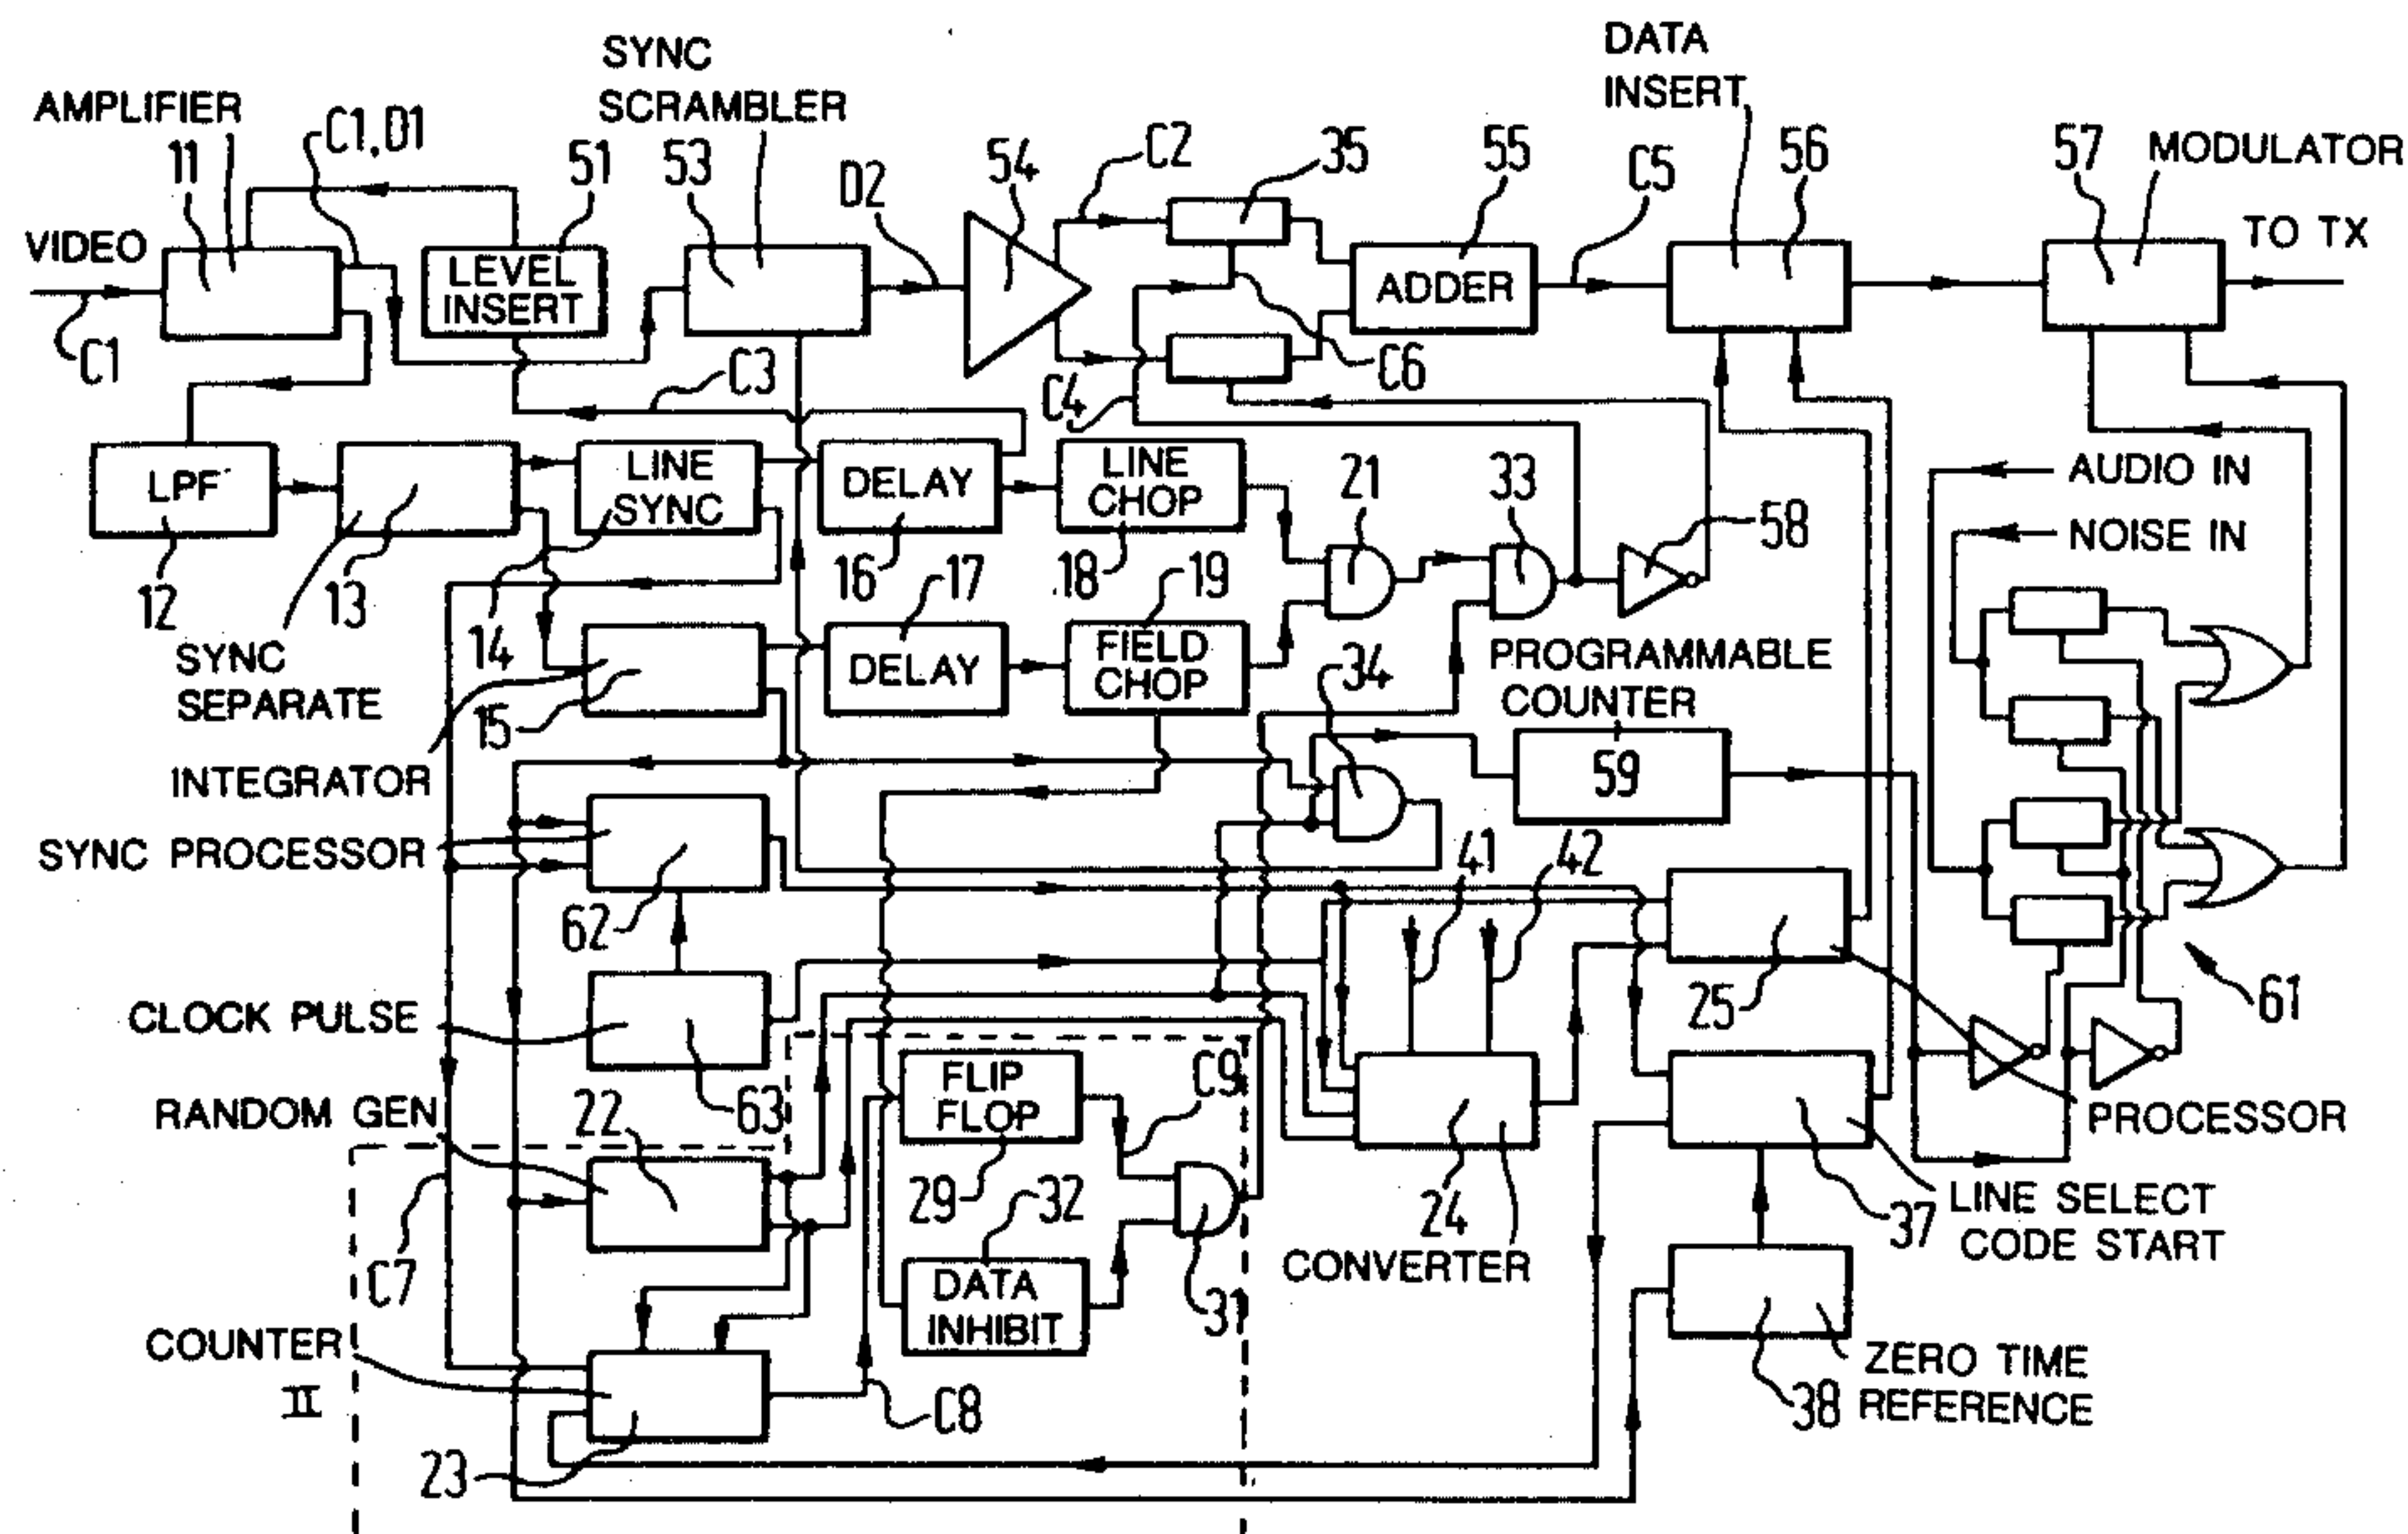 SYNC
SCRAMBLER
DATA
INSERT
AMPLIFIER
C1,D1
11
51
53
54
C2
35
55
C5
56
57
MODULATOR
D2
VIDEO
LEVEL
INSERT
ADDER
TO TX
C1
C3
C4
C6
LPF
LINE
SYNC
DELAY
LINE
CHOP
21
33
58
AUDIO IN
NOISE IN
12
13
14
16
17
18
19
SYNC
SEPARATE
15
DELAY
FIELD
CHOP
34
PROGRAMMABLE
COUNTER
59
INTEGRATOR
SYNC PROCESSOR
62
41
42
25
61
CLOCK PULSE
63
RANDOM GEN
22
FLIP
FLOP
C9
29
32
24
CONVERTER
PROCESSOR
37
LINE SELECT
CODE START
C7
DATA
INHIBIT
31
COUNTER
II
C8
23
38
ZERO TIME
REFERENCE